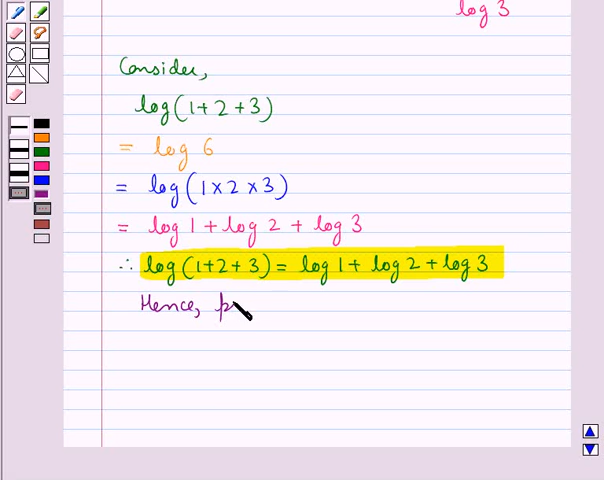 log 3
Consider,
log(1+2+3)
= log 6
= log(1×2×3)
= log 1 + log 2 + log 3
∴ log(1+2+3) = log 1 + log 2 + log 3
Hence, p